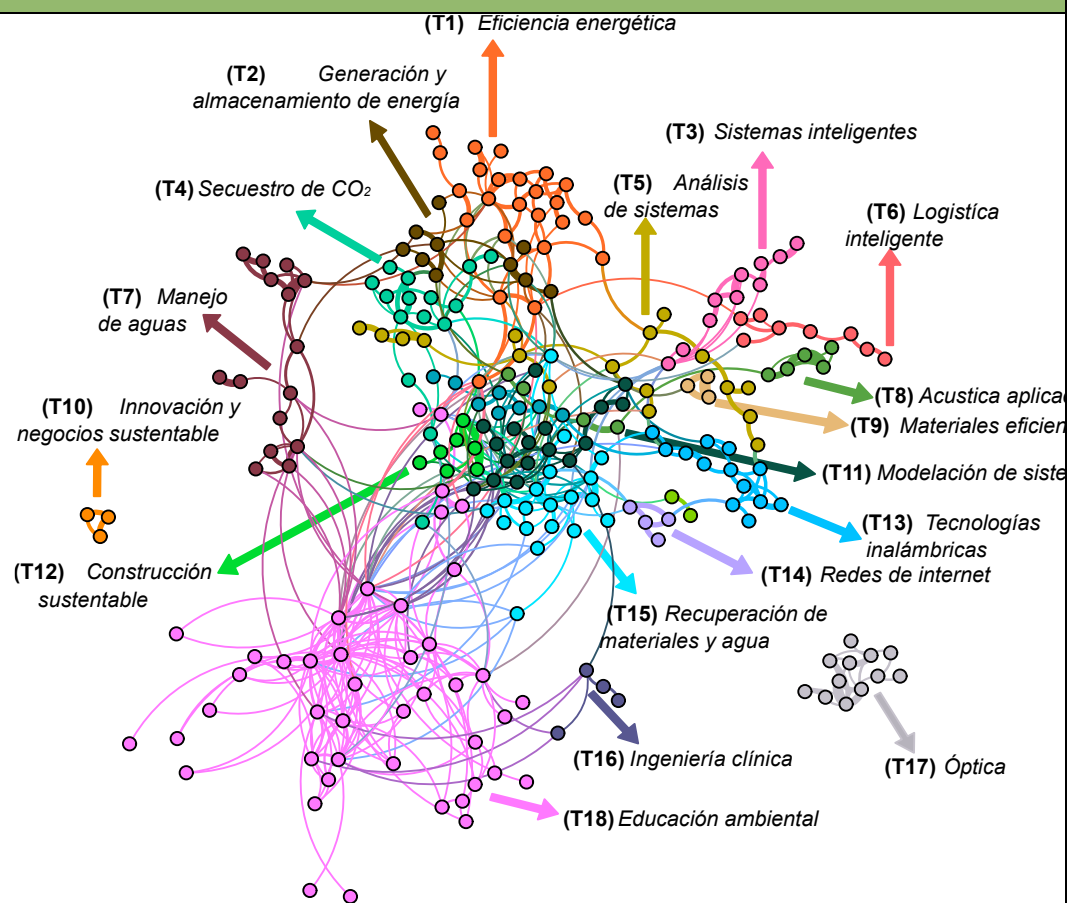 (T1) Eficiencia energética
(T2) Generación y
almacenamiento de energía
(T3) Sistemas inteligentes
(T4) Secuestro de CO₂
(T5) Análisis
de sistemas
(T6) Logistíca
inteligente
(T7) Manejo
de aguas
(T8) Acustica aplica
(T9) Materiales eficien
(T10) Innovación y
negocios sustentable
(T11) Modelación de siste
(T12) Construcción
sustentable
(T13) Tecnologías
inalámbricas
(T14) Redes de internet
(T15) Recuperación de
materiales y agua
(T16) Ingeniería clínica
(T17) Óptica
(T18) Educación ambiental